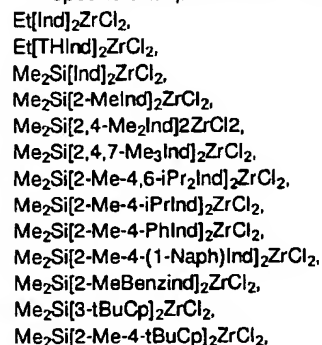 Et[Ind]₂ZrCl₂,
Et[THInd]₂ZrCl₂,
Me₂Si[Ind]₂ZrCl₂,
Me₂Si[2-MeInd]₂ZrCl₂,
Me₂Si[2,4-Me₂Ind]2ZrCl2,
Me₂Si[2,4,7-Me₃Ind]₂ZrCl₂,
Me₂Si[2-Me-4,6-iPr₂Ind]₂ZrCl₂,
Me₂Si[2-Me-4-iPrInd]₂ZrCl₂,
Me₂Si[2-Me-4-PhInd]₂ZrCl₂,
Me₂Si[2-Me-4-(1-Naph)Ind]₂ZrCl₂,
Me₂Si[2-MeBenzind]₂ZrCl₂,
Me₂Si[3-tBuCp]₂ZrCl₂,
Me₂Si[2-Me-4-tBuCp]₂ZrCl₂,